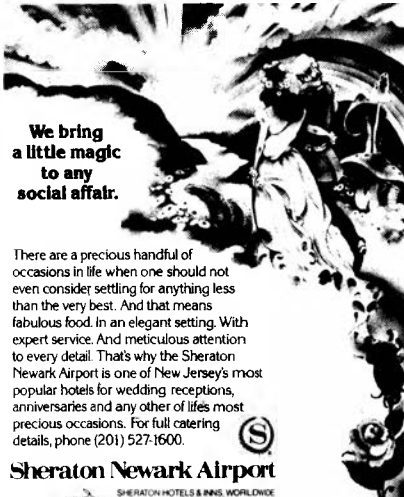 We bring
a little magic
to any
social affair.
There are a precious handful of
occasions in life when one should not
even consider settling for anything less
than the very best. And that means
fabulous food. In an elegant setting. With
expert service. And meticulous attention
to every detail. That's why the Sheraton
Newark Airport is one of New Jersey's most
popular hotels for wedding receptions,
anniversaries and any other of life's most
precious occasions. For full catering
details, phone (201) 527-1600.
S
Sheraton Newark Airport
SHERATON HOTELS & INNS, WORLDWIDE